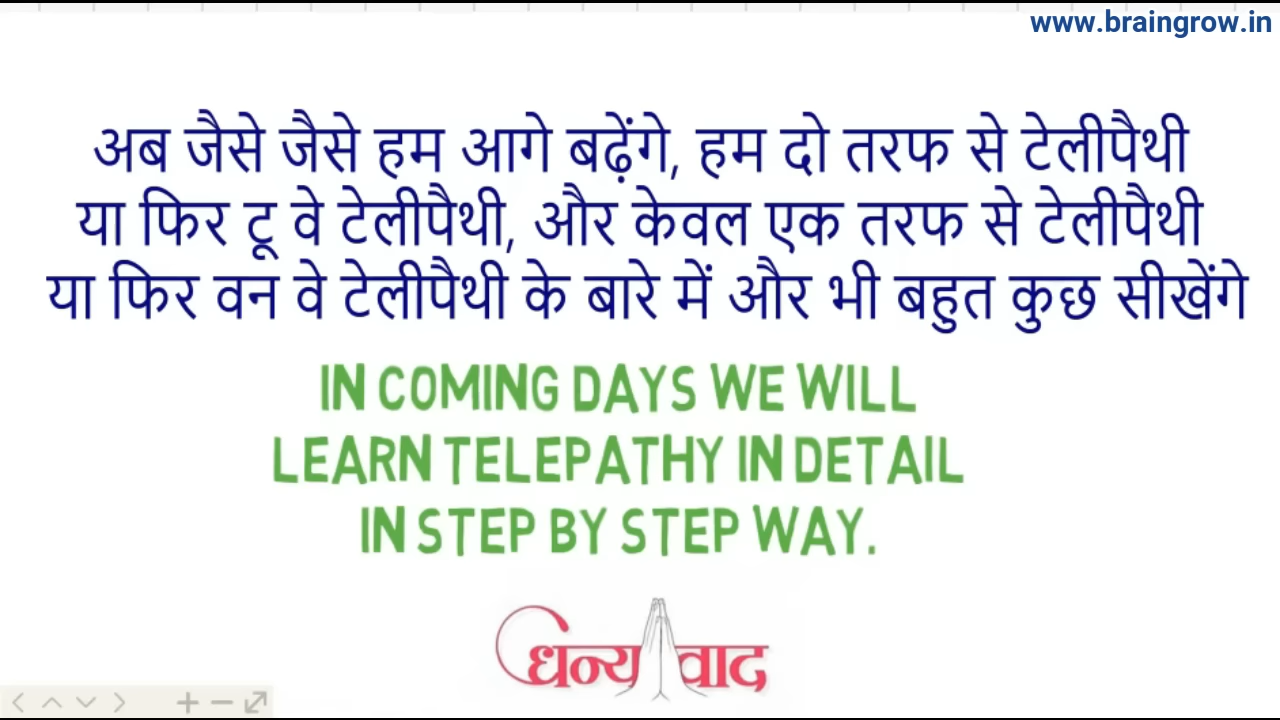 www.braingrow.in
अब जैसे जैसे हम आगे बढ़ेंगे, हम दो तरफ से टेलीपैथी
या फिर टू वे टेलीपैथी, और केवल एक तरफ से टेलीपैथी
या फिर वन वे टेलीपैथी के बारे में और भी बहुत कुछ सीखेंगे
IN COMING DAYS WE WILL
LEARN TELEPATHY IN DETAIL
IN STEP BY STEP WAY.
धन्यवाद